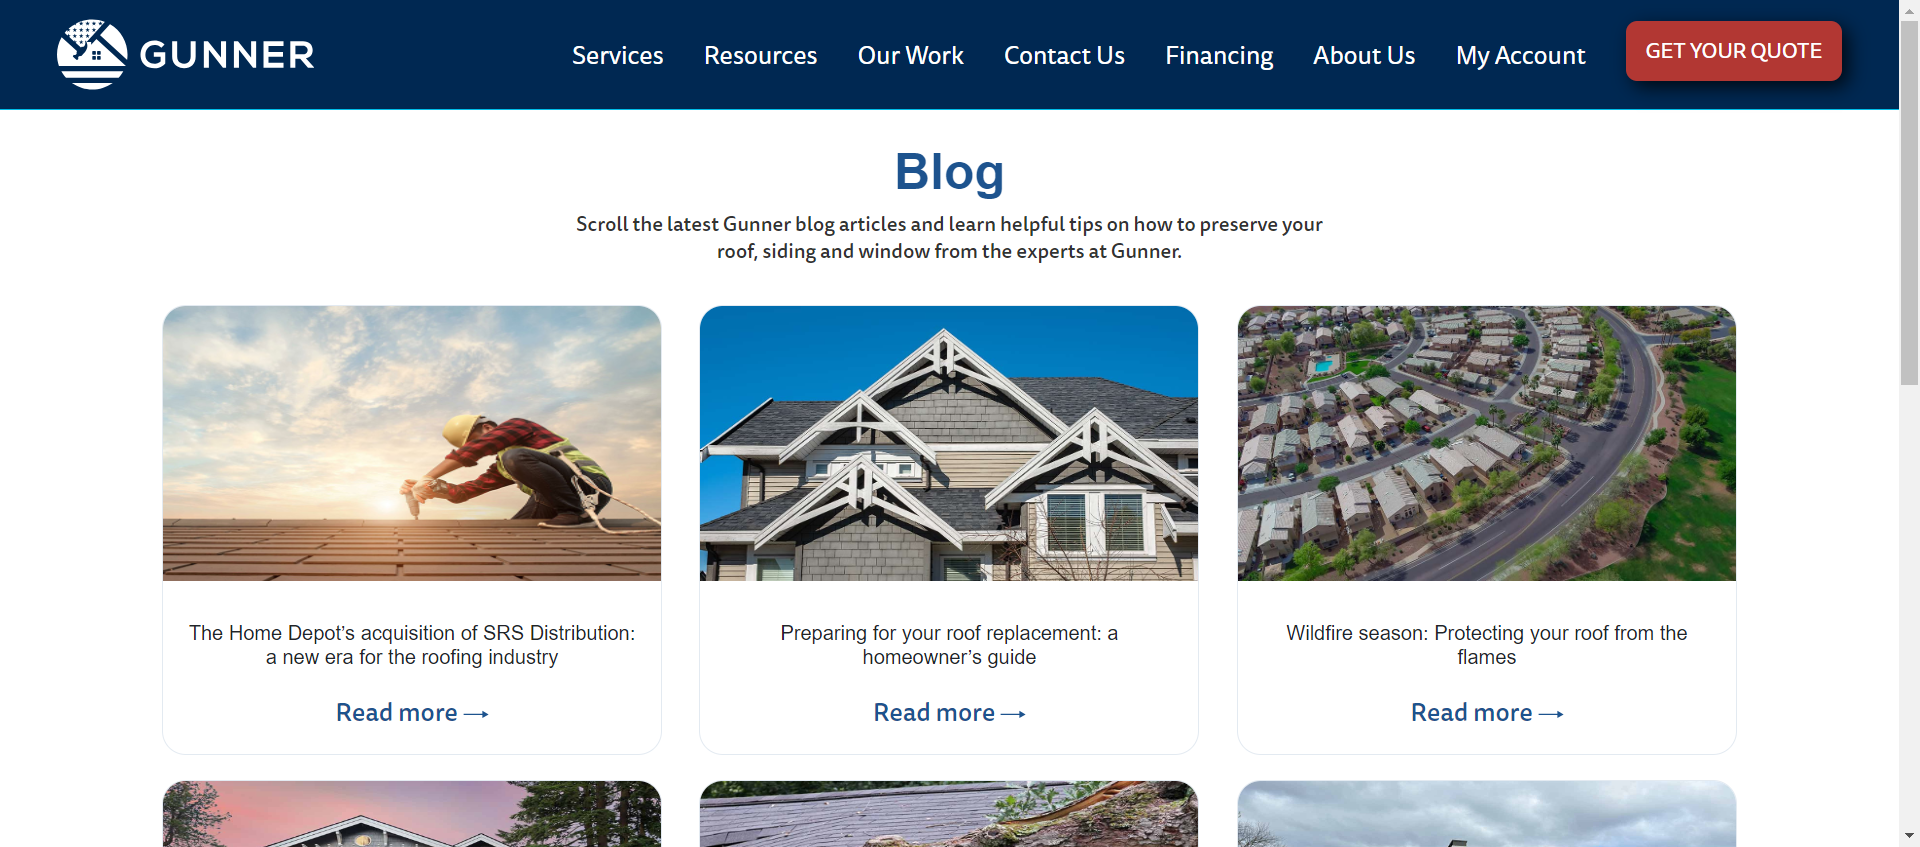 GUNNER
Services
Resources
Our Work
Contact Us
Financing
About Us
My Account
GET YOUR QUOTE
Blog
Scroll the latest Gunner blog articles and learn helpful tips on how to preserve your
roof, siding and window from the experts at Gunner.
The Home Depot’s acquisition of SRS Distribution:
a new era for the roofing industry
Read more →
Preparing for your roof replacement: a
homeowner’s guide
Read more →
Wildfire season: Protecting your roof from the
flames
Read more →